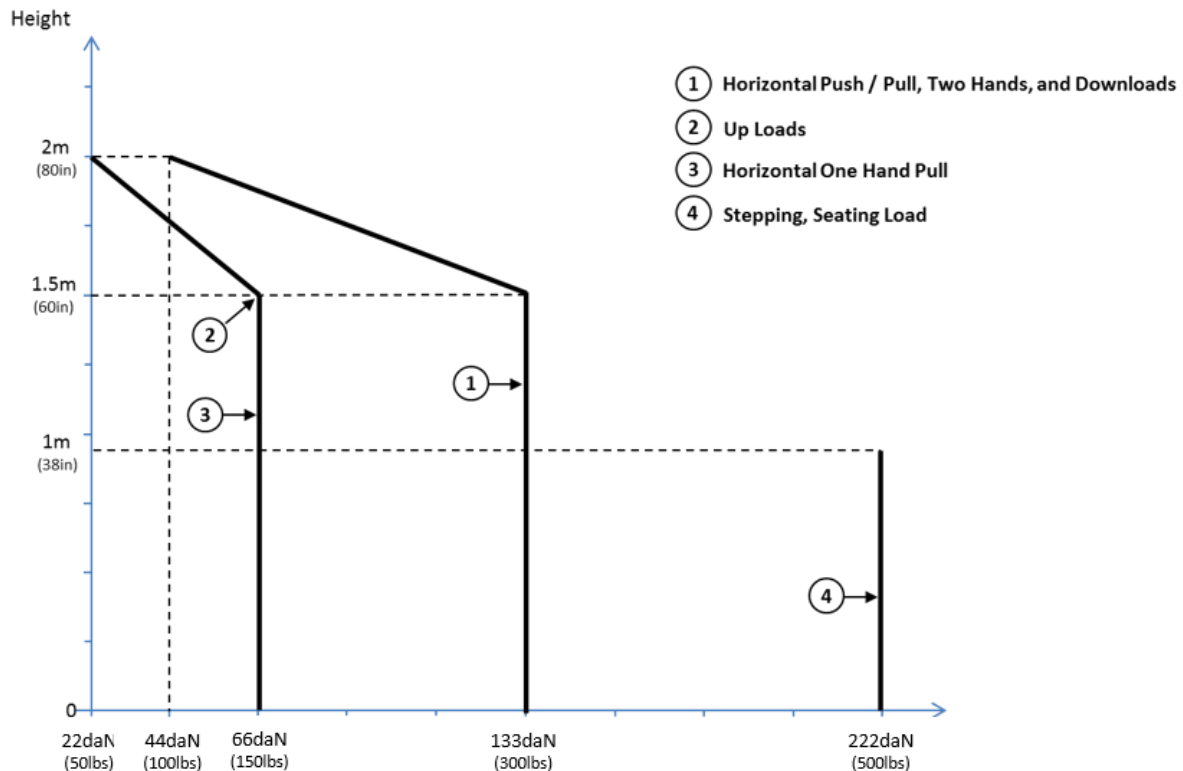 Height
1 Horizontal Push / Pull, Two Hands, and Downloads
2 Up Loads
3 Horizontal One Hand Pull
4 Stepping, Seating Load
2m
(80in)
1.5m
(60in)
2
1
3
1m
(38in)
4
0
22daN 44daN 66daN 133daN 222daN
(50lbs) (100lbs) (150lbs) (300lbs) (500lbs)